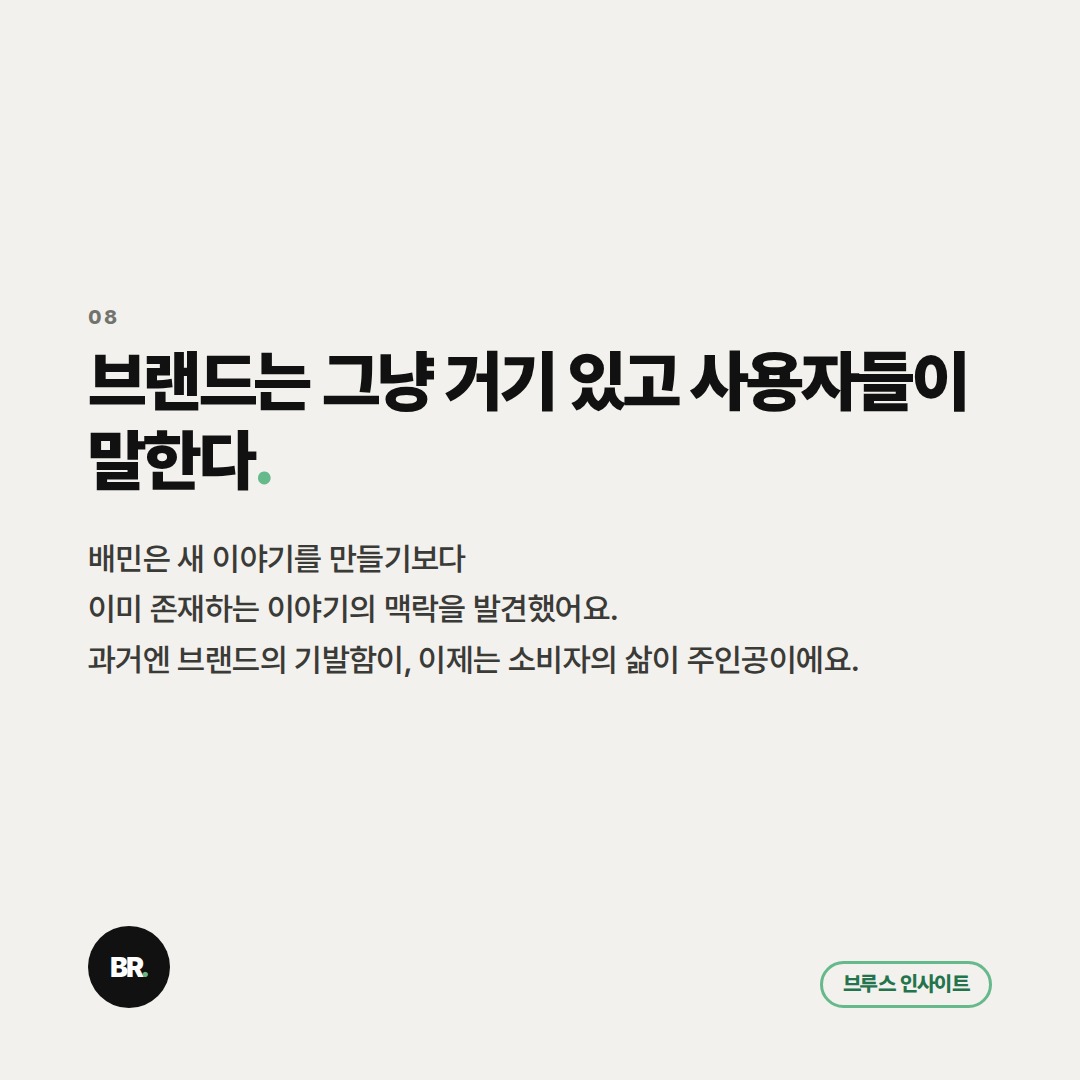 08
브랜드는 그냥 거기 있고 사용자들이
말한다.
배민은 새 이야기를 만들기보다
이미 존재하는 이야기의 맥락을 발견했어요.
과거엔 브랜드의 기발함이, 이제는 소비자의 삶이 주인공이에요.
BR.
브루스 인사이트